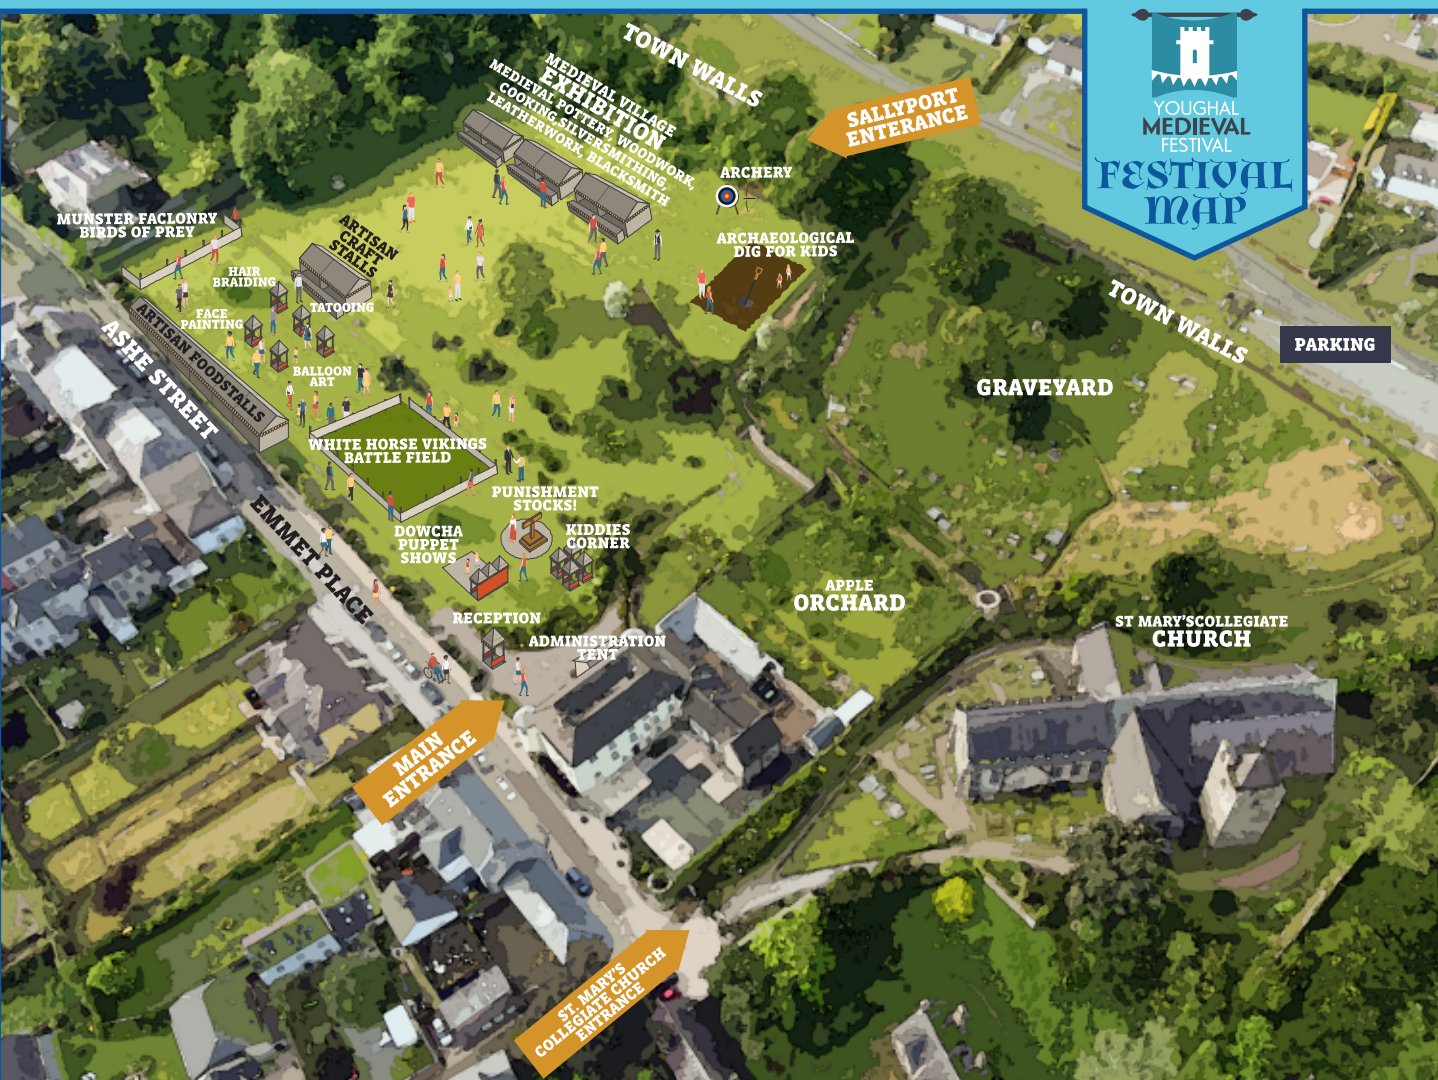 YOUGHAL
MEDIEVAL
FESTIVAL
FESTIVAL
MAP
TOWN WALLS
SALLYPORT
ENTERANCE
MEDIEVAL VILLAGE
EXHIBITION
MEDIEVAL POTTERY, WOODWORK,
COOKING,SILVERSMITHING,
LEATHERWORK, BLACKSMITH
ARCHERY
ARCHAEOLOGICAL
DIG FOR KIDS
MUNSTER FACLONRY
BIRDS OF PREY
ARTISAN
CRAFT
STALLS
HAIR
BRAIDING
TATOOING
FACE
PAINTING
BALLOON
ART
ARTISAN FOODSTALLS
ASHE STREET
TOWN WALLS
PARKING
GRAVEYARD
WHITE HORSE VIKINGS
BATTLE FIELD
PUNISHMENT
STOCKS!
KIDDIES
CORNER
DOWCHA
PUPPET
SHOWS
EMMET PLACE
RECEPTION
ADMINISTRATION
TENT
APPLE
ORCHARD
ST MARY'SCOLLEGIATE
CHURCH
MAIN
ENTRANCE
ST. MARY'S
COLLEGIATE CHURCH
ENTRANCE